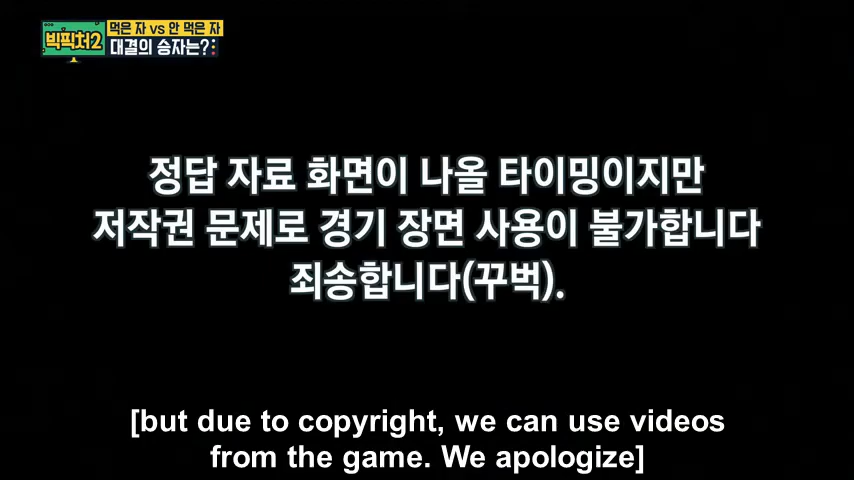 빅픽처2
먹은 자 vs 안 먹은 자
대결의 승자는?
정답 자료 화면이 나올 타이밍이지만
저작권 문제로 경기 장면 사용이 불가합니다
죄송합니다(꾸벅).
[but due to copyright, we can use videos
from the game. We apologize]